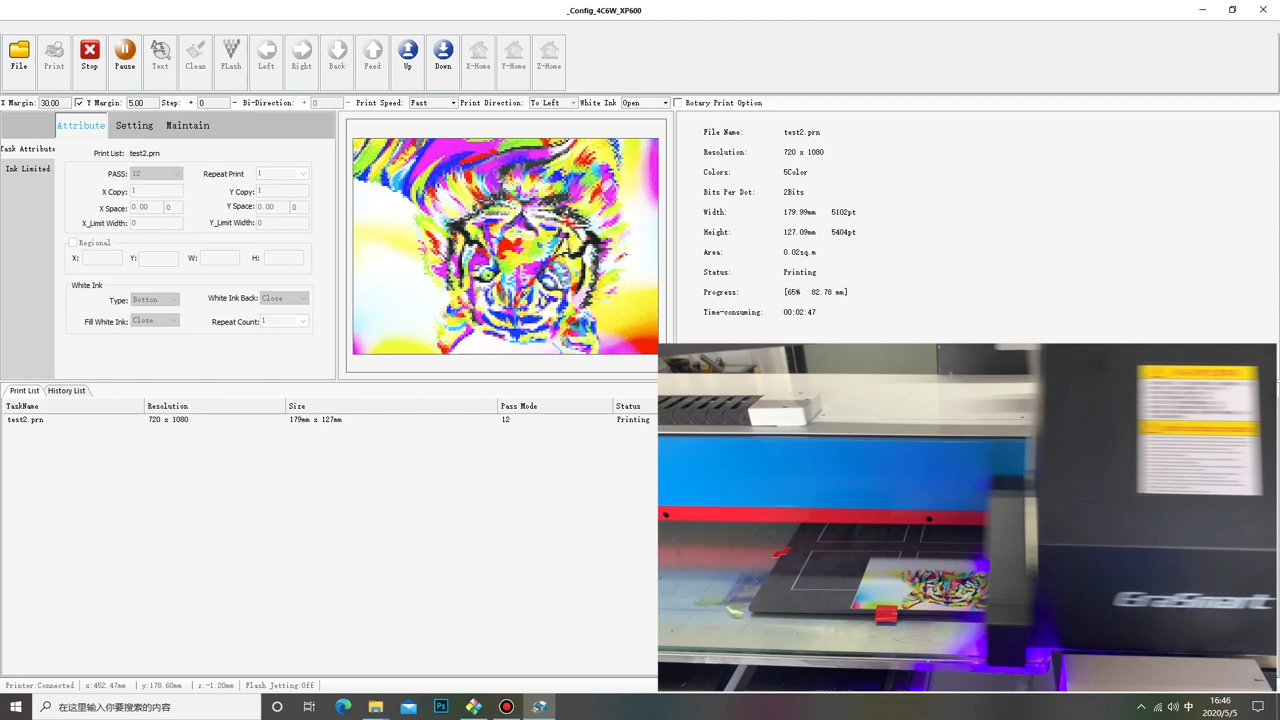 _Config_4C6W_XP600
File Print Stop Pause Test Clean FLash Left Right Back Feed Up Down X-Home Y-Home Z-Home
X Margin: 30.00 Y Margin: 5.00 Step: + 0 - Bi-Direction: + 0 - Print Speed: Fast Print Direction: To Left White Ink Open Rotary Print Option
Attribute Setting Maintain
Task Attribute
Ink Limited
Print List: test2.prn
PASS: 12 Repeat Print 1
X Copy: 1 Y Copy: 1
X Space: 0.00 0 Y Space: 0.00 0
X_Limit Width: 0 Y_Limit Width: 0
Regional
X: Y: W: H:
White Ink
Type: Botton White Ink Back: Close
Fill White Ink: Close Repeat Count: 1
File Name: test2.prn
Resolution: 720 x 1080
Colors: 5Color
Bits Per Dot: 2Bits
Width: 179.99mm 5102pt
Height: 127.09mm 5404pt
Area: 0.02sq.m
Status: Printing
Progress: [65% 82.78 mm]
Time-consuming: 00:02:47
Print List History List
TaskName Resolution Size Pass Mode Status
test2.prn 720 x 1080 179mm x 127mm 12 Printing
EraSmart
Printer:Connected x:452.47mm y:179.60mm z:-1.20mm Flash Jetting:Off
在这里输入你要搜索的内容
Ps
中
16:46
2020/5/5